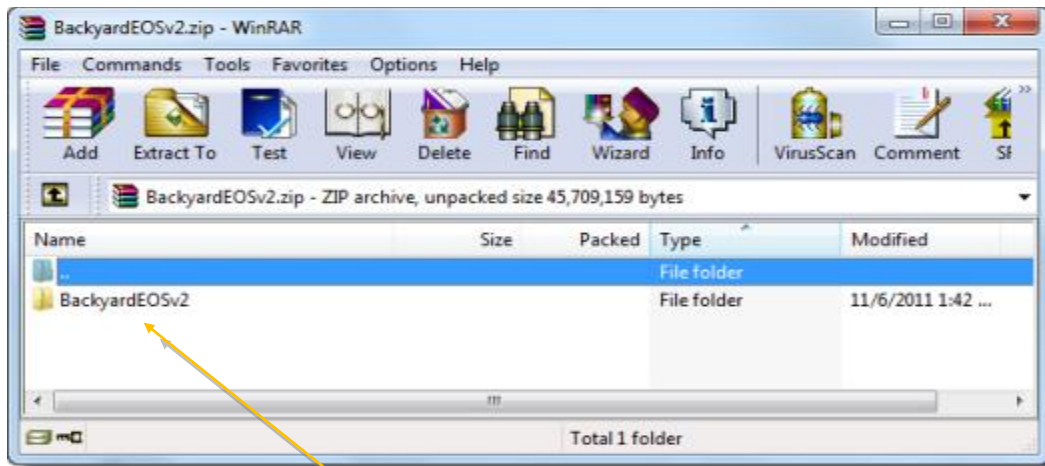 BackyardEOSv2.zip - WinRAR
File Commands Tools Favorites Options Help
Add Extract To Test View Delete Find Wizard Info VirusScan Comment
BackyardEOSv2.zip - ZIP archive, unpacked size 45,709,159 bytes
Name Size Packed Type Modified
.. File folder
BackyardEOSv2 File folder 11/6/2011 1:42 ...
Total 1 folder